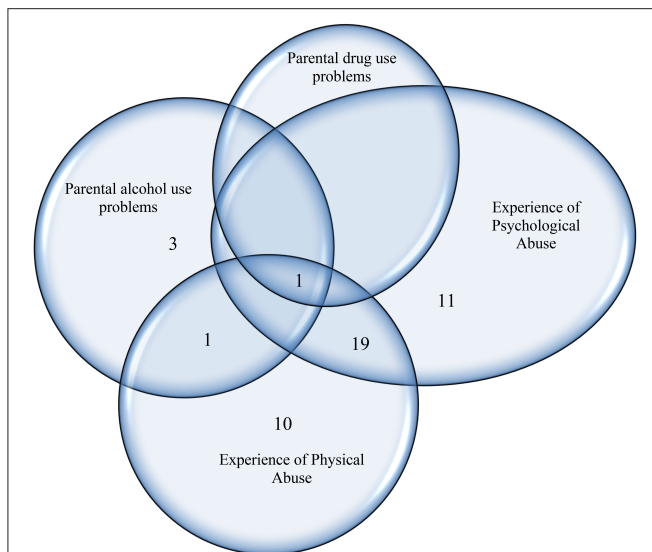 Parental drug use
problems
Parental alcohol use
problems
3
Experience of
Psychological
Abuse
1
11
1
19
10
Experience of Physical
Abuse